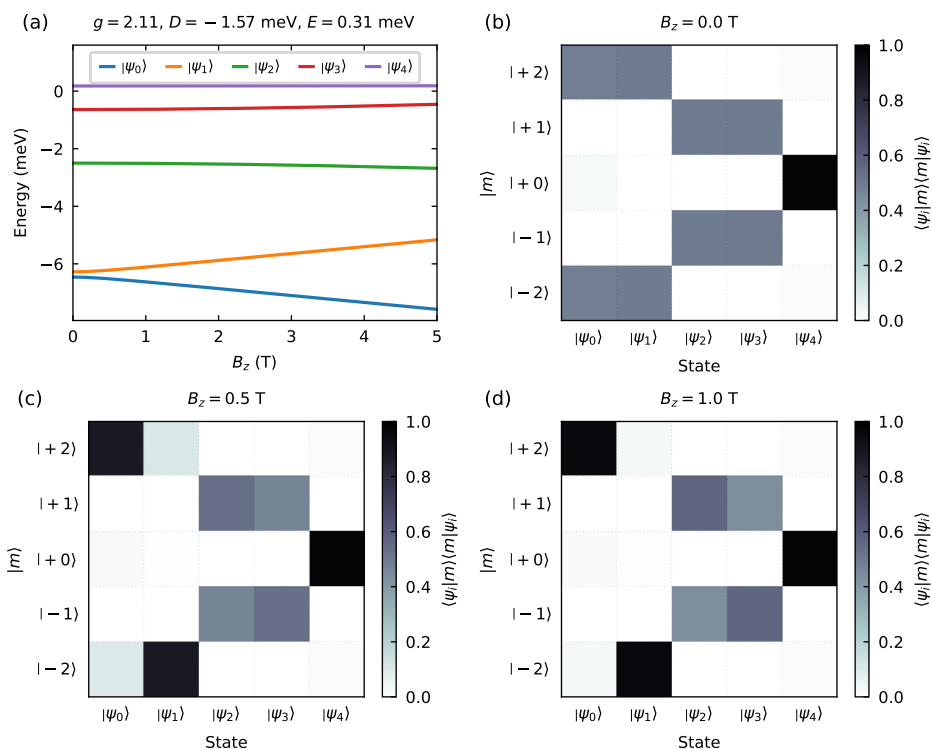 (a)
g = 2.11, D = −1.57 meV, E = 0.31 meV
|ψ₀⟩ |ψ₁⟩ |ψ₂⟩ |ψ₃⟩ |ψ₄⟩
Energy (meV)
0
−2
−4
−6
0 1 2 3 4 5
B_z (T)
(b)
B_z = 0.0 T
|m⟩
|+2⟩
|+1⟩
|+0⟩
|−1⟩
|−2⟩
|ψ₀⟩ |ψ₁⟩ |ψ₂⟩ |ψ₃⟩ |ψ₄⟩
State
1.0
0.8
0.6
0.4
0.2
0.0
⟨ψᵢ|m⟩⟨m|ψᵢ⟩
(c)
B_z = 0.5 T
|m⟩
|+2⟩
|+1⟩
|+0⟩
|−1⟩
|−2⟩
|ψ₀⟩ |ψ₁⟩ |ψ₂⟩ |ψ₃⟩ |ψ₄⟩
State
1.0
0.8
0.6
0.4
0.2
0.0
⟨ψᵢ|m⟩⟨m|ψᵢ⟩
(d)
B_z = 1.0 T
|m⟩
|+2⟩
|+1⟩
|+0⟩
|−1⟩
|−2⟩
|ψ₀⟩ |ψ₁⟩ |ψ₂⟩ |ψ₃⟩ |ψ₄⟩
State
1.0
0.8
0.6
0.4
0.2
0.0
⟨ψᵢ|m⟩⟨m|ψᵢ⟩